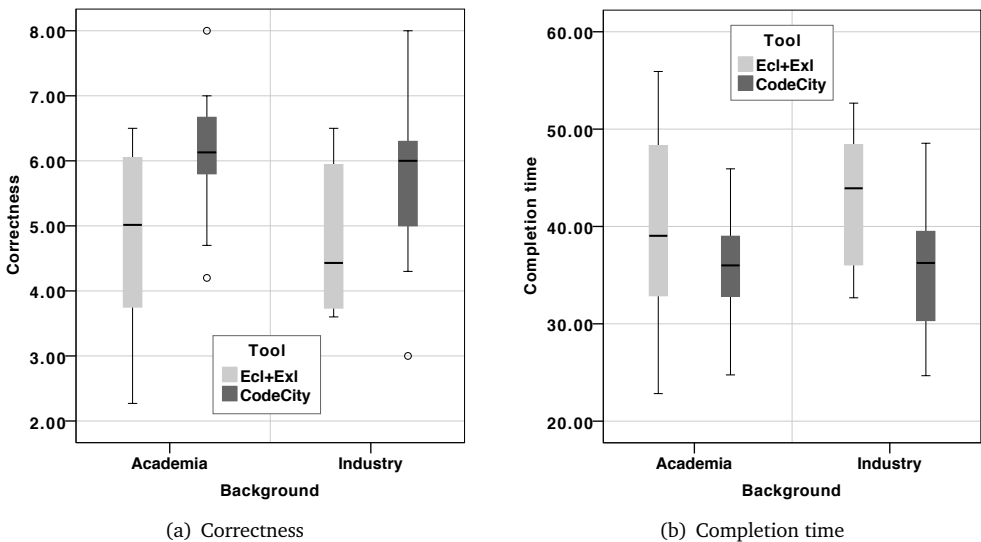 8.00
7.00
6.00
5.00
4.00
3.00
2.00
Correctness
Tool
Ecl+Exl
CodeCity
Academia
Industry
Background
(a) Correctness
60.00
50.00
40.00
30.00
20.00
Completion time
Tool
Ecl+Exl
CodeCity
Academia
Industry
Background
(b) Completion time